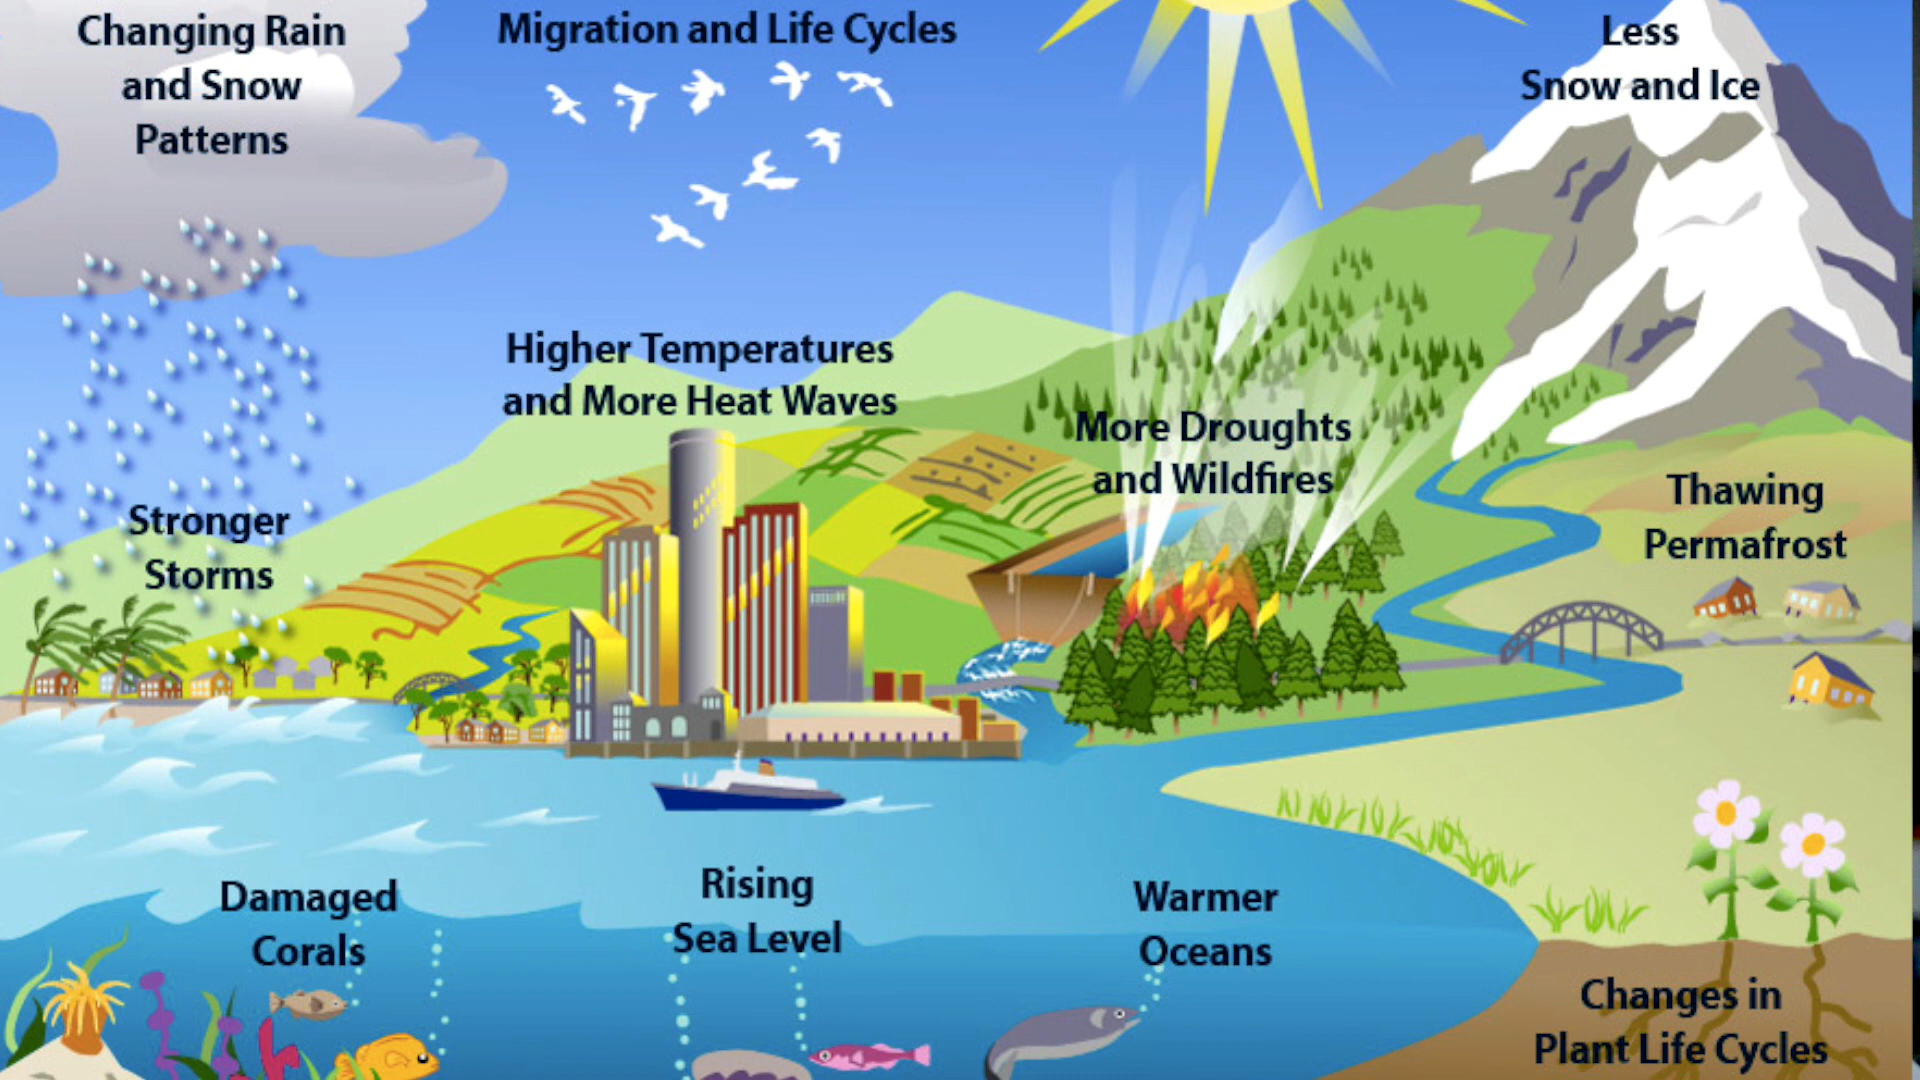 Changing Rain
and Snow
Patterns
Migration and Life Cycles
Less
Snow and Ice
Higher Temperatures
and More Heat Waves
More Droughts
and Wildfires
Stronger
Storms
Thawing
Permafrost
Damaged
Corals
Rising
Sea Level
Warmer
Oceans
Changes in
Plant Life Cycles